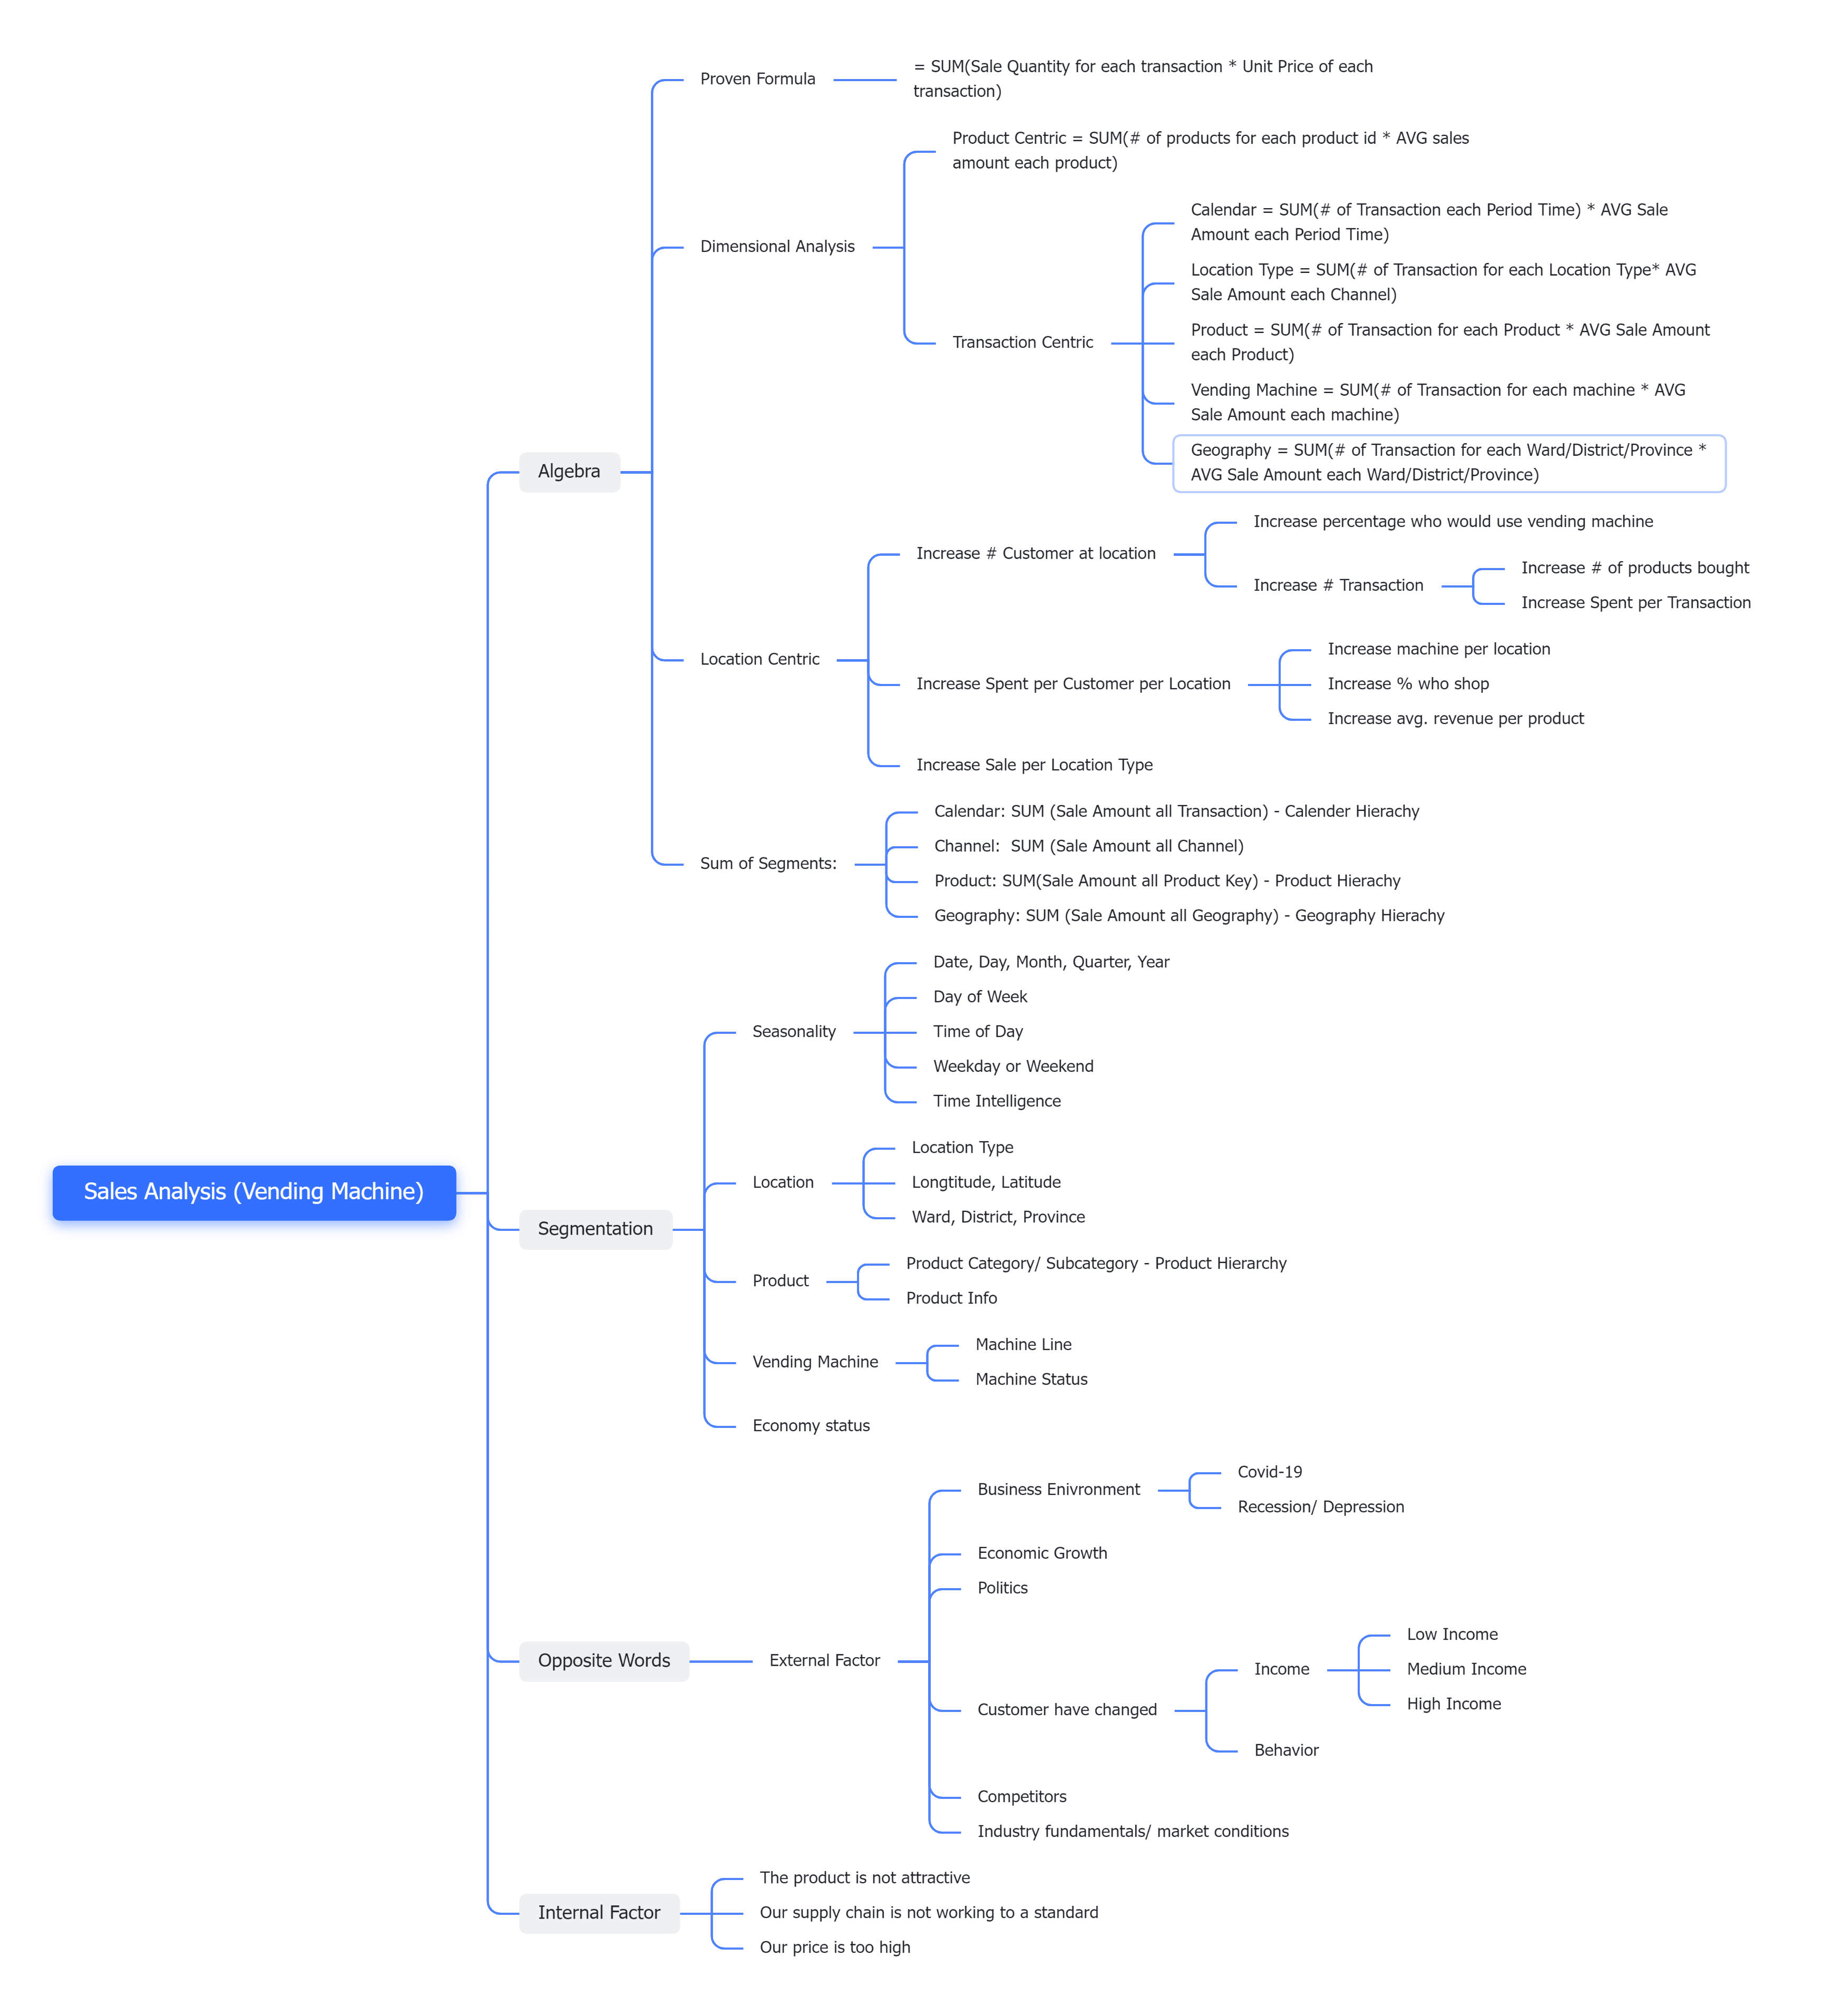 = SUM(Sale Quantity for each transaction * Unit Price of each
transaction)
Proven Formula
Product Centric = SUM(# of products for each product id * AVG sales
amount each product)
Calendar = SUM(# of Transaction each Period Time) * AVG Sale
Amount each Period Time)
Dimensional Analysis
Location Type = SUM(# of Transaction for each Location Type* AVG
Sale Amount each Channel)
Product = SUM(# of Transaction for each Product * AVG Sale Amount
each Product)
Transaction Centric
Vending Machine = SUM(# of Transaction for each machine * AVG
Sale Amount each machine)
Geography = SUM(# of Transaction for each Ward/District/Province *
AVG Sale Amount each Ward/District/Province)
Algebra
Increase percentage who would use vending machine
Increase # Customer at location
Increase # of products bought
Increase # Transaction
Increase Spent per Transaction
Increase machine per location
Location Centric
Increase Spent per Customer per Location
Increase % who shop
Increase avg. revenue per product
Increase Sale per Location Type
Calendar: SUM (Sale Amount all Transaction) - Calender Hierachy
Channel:  SUM (Sale Amount all Channel)
Sum of Segments:
Product: SUM(Sale Amount all Product Key) - Product Hierachy
Geography: SUM (Sale Amount all Geography) - Geography Hierachy
Date, Day, Month, Quarter, Year
Day of Week
Seasonality
Time of Day
Weekday or Weekend
Time Intelligence
Location Type
Location
Longtitude, Latitude
Ward, District, Province
Sales Analysis (Vending Machine)
Segmentation
Product Category/ Subcategory - Product Hierarchy
Product
Product Info
Machine Line
Vending Machine
Machine Status
Economy status
Covid-19
Business Enivronment
Recession/ Depression
Economic Growth
Politics
Low Income
Opposite Words
External Factor
Income
Medium Income
High Income
Customer have changed
Behavior
Competitors
Industry fundamentals/ market conditions
The product is not attractive
Internal Factor
Our supply chain is not working to a standard
Our price is too high